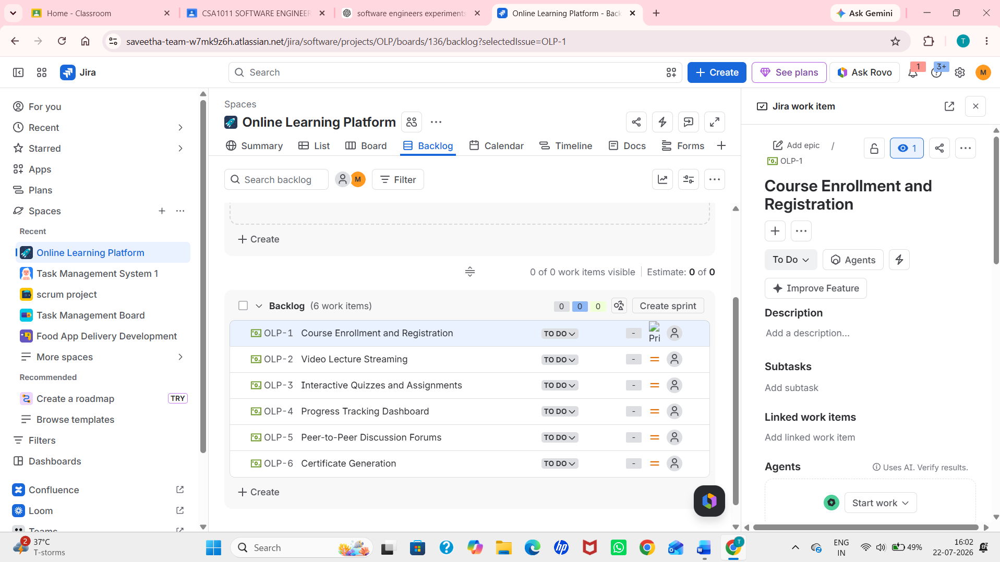 Home - Classroom
CSA1011 SOFTWARE ENGINEER
software engineers experiments
Online Learning Platform - Back
Ask Gemini
saveetha-team-w7mk9z6h.atlassian.net/jira/software/projects/OLP/boards/136/backlog?selectedIssue=OLP-1
T
Jira
Search
Create
See plans
Ask Rovo
1
3+
M
For you
Recent
Starred
Apps
Plans
Spaces
Recent
Online Learning Platform
Task Management System 1
scrum project
Task Management Board
Food App Delivery Development
More spaces
Recommended
Create a roadmap
TRY
Browse templates
Filters
Dashboards
Confluence
Loom
Teams
Spaces
Online Learning Platform
Summary List Board Backlog Calendar Timeline Docs Forms
Search backlog
M
Filter
Create
0 of 0 work items visible Estimate: 0 of 0
Backlog (6 work items) 0 0 0 Create sprint
OLP-1 Course Enrollment and Registration TO DO - Pri
OLP-2 Video Lecture Streaming TO DO -
OLP-3 Interactive Quizzes and Assignments TO DO -
OLP-4 Progress Tracking Dashboard TO DO -
OLP-5 Peer-to-Peer Discussion Forums TO DO -
OLP-6 Certificate Generation TO DO -
Create
Jira work item
Add epic /
OLP-1
1
Course Enrollment and
Registration
To Do
Agents
Improve Feature
Description
Add a description...
Subtasks
Add subtask
Linked work items
Add linked work item
Agents
Uses AI. Verify results.
Start work
2
37°C
T-storms
Search
T
ENG
IN
49%
16:02
22-07-2026